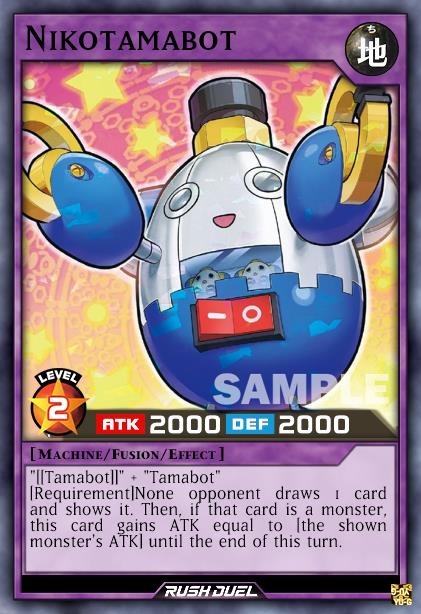 NIKOTAMABOT
ち
地
SAMPLE
LEVEL
2
ATK 2000 DEF 2000
[MACHINE/FUSION/EFFECT]
"[[Tamabot]]" + "Tamabot"
[Requirement]None opponent draws 1 card
and shows it. Then, if that card is a monster,
this card gains ATK equal to [the shown
monster's ATK] until the end of this turn.
RUSH DUEL